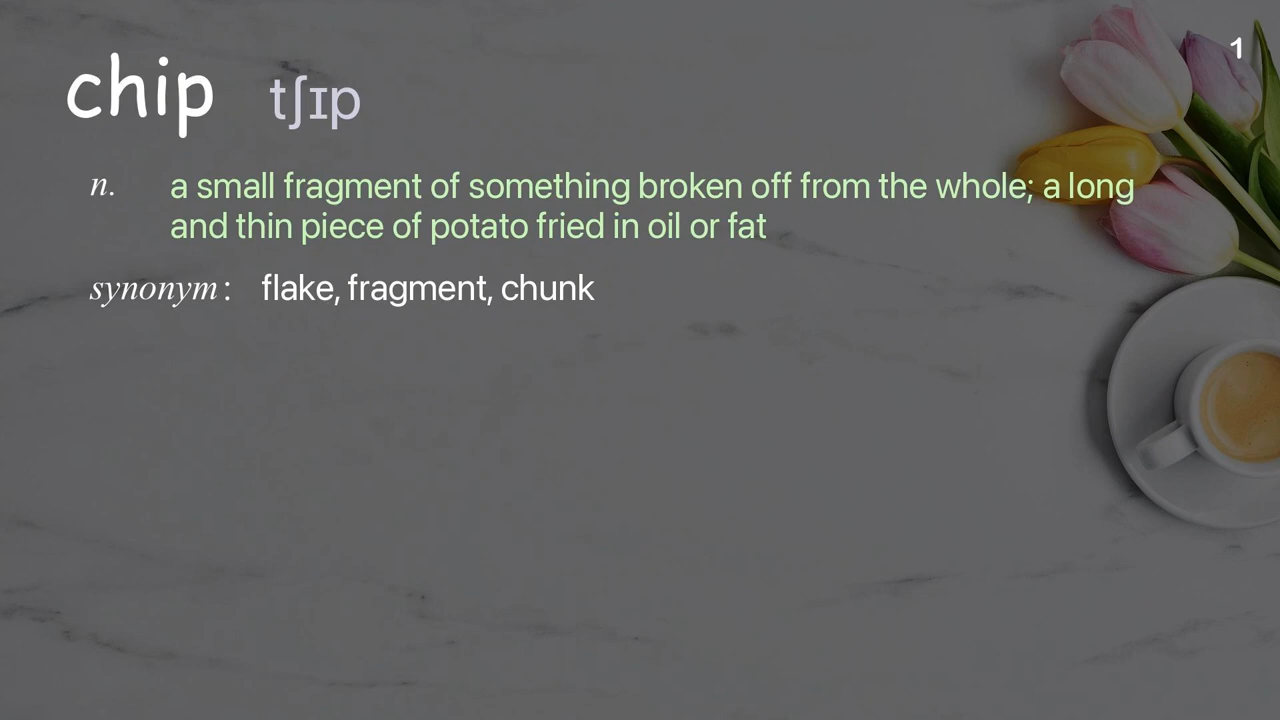 1
chip tʃɪp
n. a small fragment of something broken off from the whole; a long
and thin piece of potato fried in oil or fat
synonym: flake, fragment, chunk